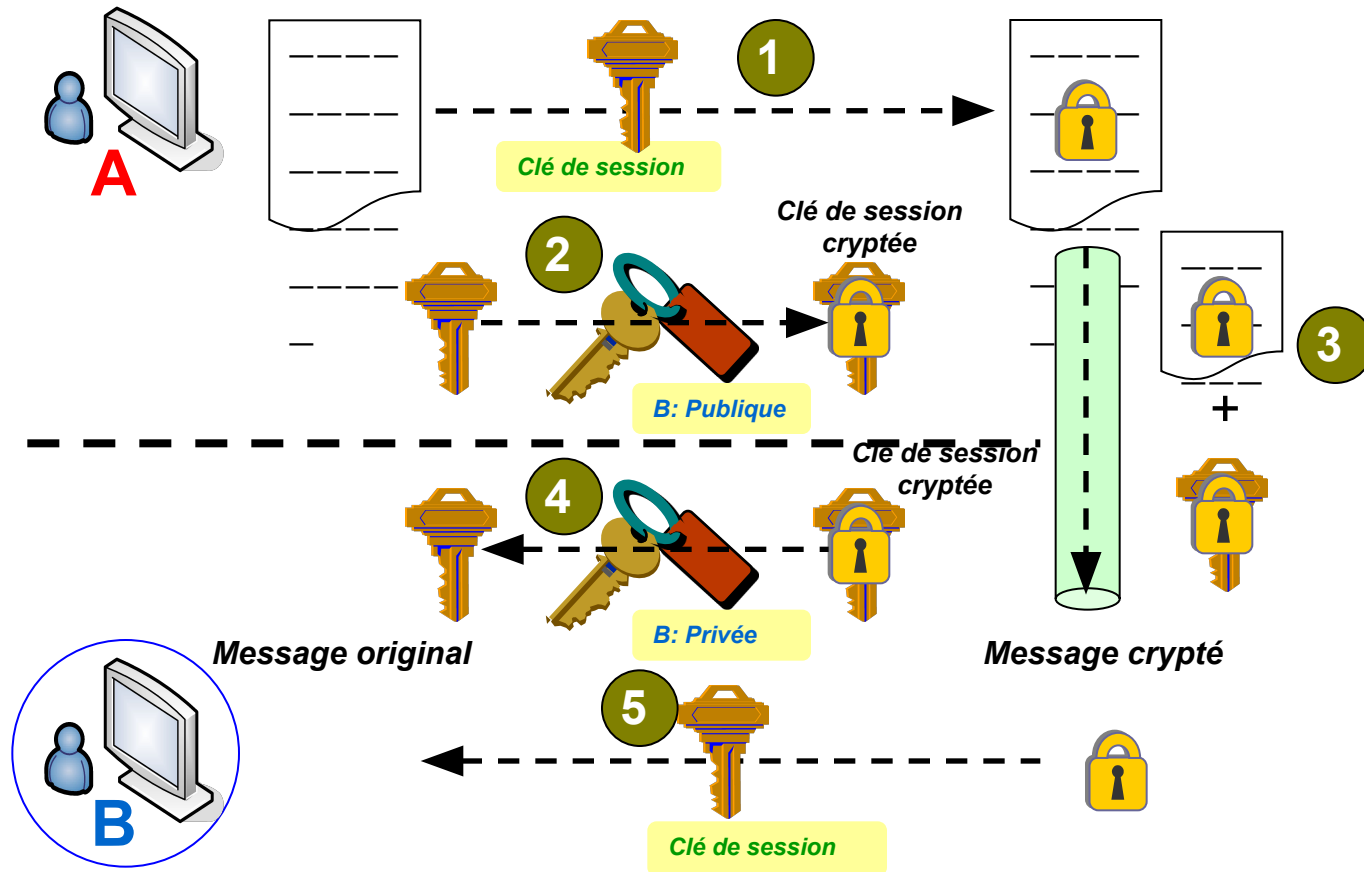 1
A
Clé de session
Clé de session
cryptée
2
3
B: Publique
+
Clé de session
cryptée
4
B: Privée
Message original
Message crypté
5
B
Clé de session